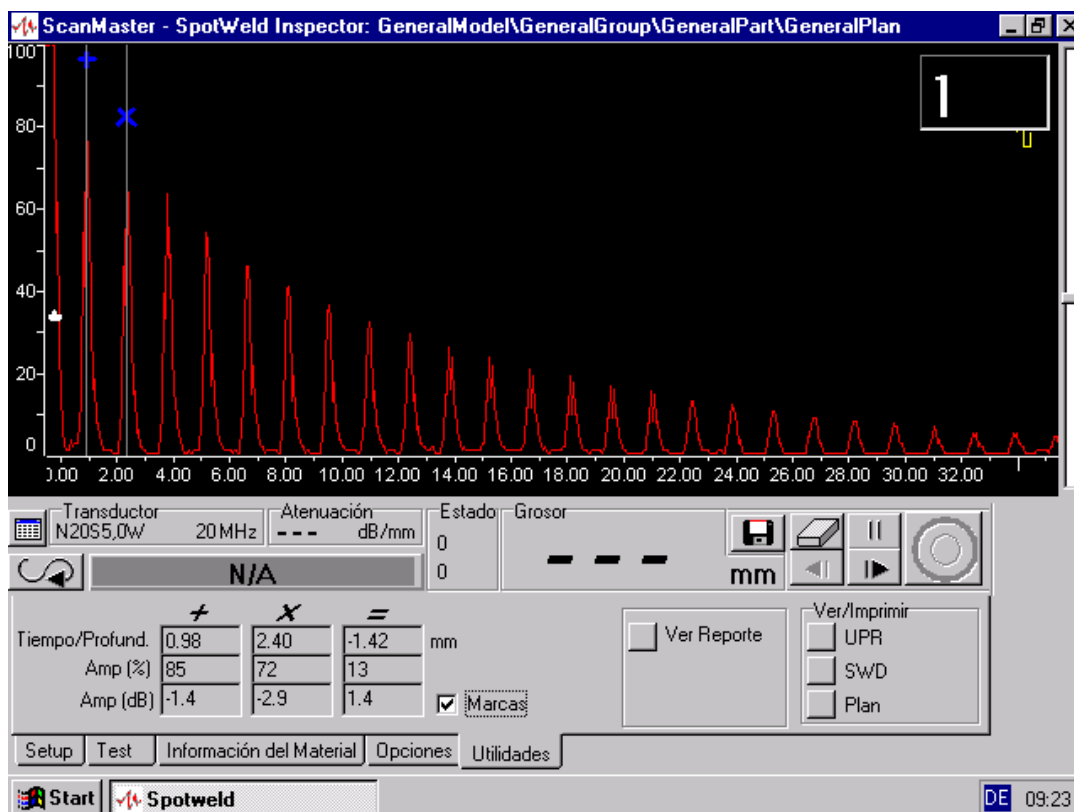 ScanMaster - SpotWeld Inspector: GeneralModel\GeneralGroup\GeneralPart\GeneralPlan
100
1
80
60
40
20
0
0.00 2.00 4.00 6.00 8.00 10.00 12.00 14.00 16.00 18.00 20.00 22.00 24.00 26.00 28.00 30.00 32.00
Transductor Atenuación Estado Grosor
N20S5,0W 20 MHz --- dB/mm 0 --- mm
N/A 0
+ X =
Tiempo/Profund. 0.98 2.40 -1.42 mm
Amp (%) 85 72 13
Amp (dB) -1.4 -2.9 1.4 Marcas
Ver Reporte
Ver/Imprimir
UPR
SWD
Plan
Setup Test Información del Material Opciones Utilidades
Start Spotweld DE 09:23